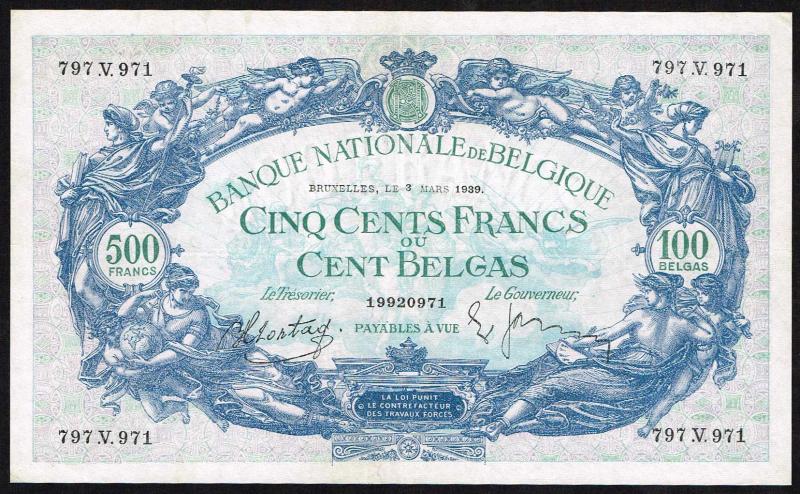 797.V.971
797.V.971
BANQUE NATIONALE DE BELGIQUE
BRUXELLES, LE 3 MARS 1939.
CINQ CENTS FRANCS
OU
CENT BELGAS
500
FRANCS
100
BELGAS
Le Trésorier,
19920971
Le Gouverneur,
PAYABLES À VUE
LA LOI PUNIT
LE CONTREFACTEUR
DES TRAVAUX FORCÉS
797.V.971
797.V.971